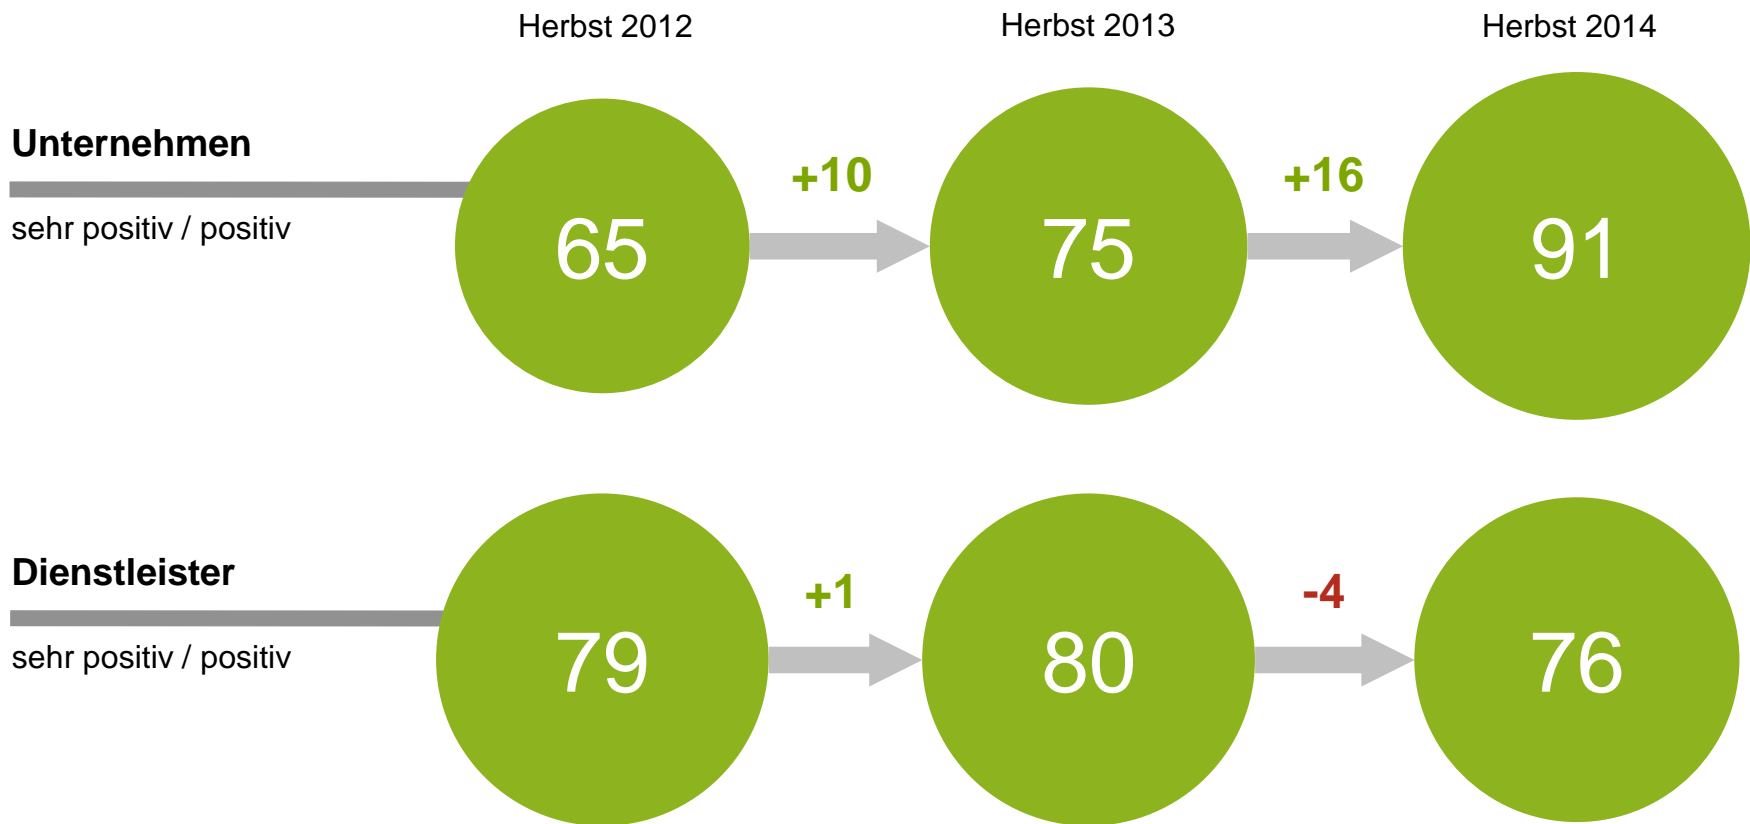 Herbst 2012 Herbst 2013 Herbst 2014
Unternehmen
sehr positiv / positiv
65 +10 75 +16 91
Dienstleister
sehr positiv / positiv
79 +1 80 -4 76